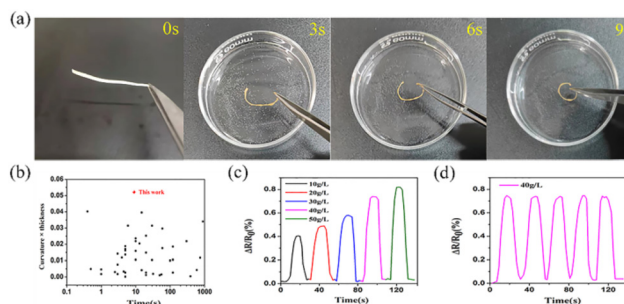 (a)
0s
3s
6s
9
(b)
Curvature × thickness
0.06
0.05
0.04
0.03
0.02
0.01
0.00
This work
0.1
1
10
100
1000
Time(s)
(c)
ΔR/R₀(%)
0.8
0.6
0.4
0.2
0.0
10g/L
20g/L
30g/L
40g/L
50g/L
0
40
80
120
Time(s)
(d)
ΔR/R₀(%)
0.8
0.6
0.4
0.2
0.0
40g/L
0
40
80
120
Time(s)